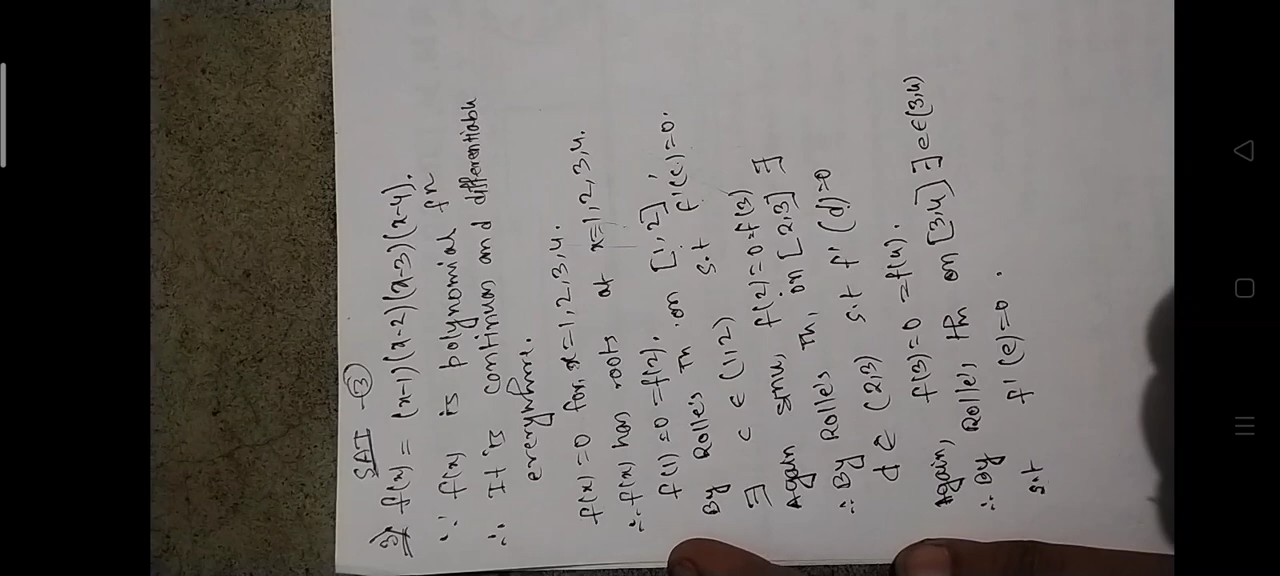 SAT-③
3) f(x) = (x-1)(x-2)(x-3)(x-4).
∵ f(x) is polynomial fn
∴ It is continuas and differentiable
everywhere.
f(x)=0 for x=1,2,3,4.
∴ f(x) has roots at x=1,2,3,4.
f(1)=0=f(2).
By Rolle's Th on [1,2],
∃ c ∈ (1,2) s.t f'(c)=0.
Again f(2)=0=f(3)
∴ By Rolle's Th, on [2,3] ∃
d ∈ (2,3) s.t f'(d)=0
Again, f(3)=0=f(4).
∴ By Rolle's th on [3,4] ∃ e∈(3,4)
s.t f'(e)=0.